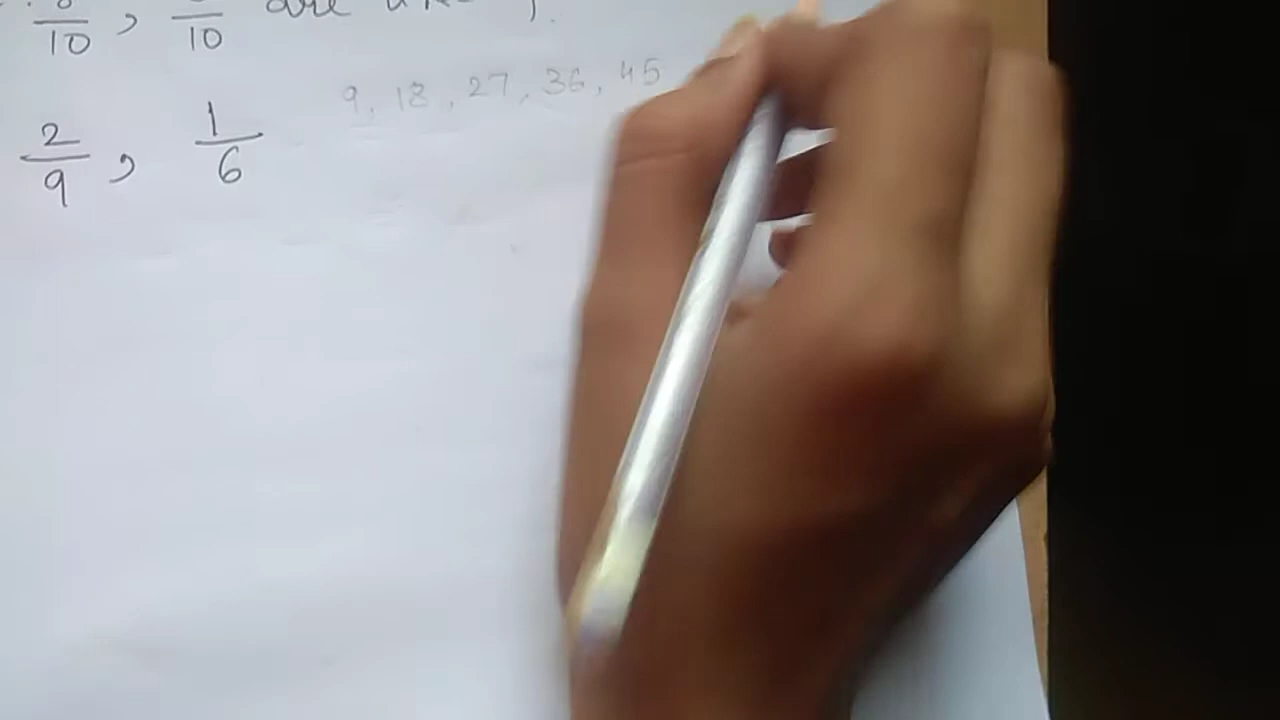 10 , 10 are
9, 18, 27, 36, 45
2/9 , 1/6